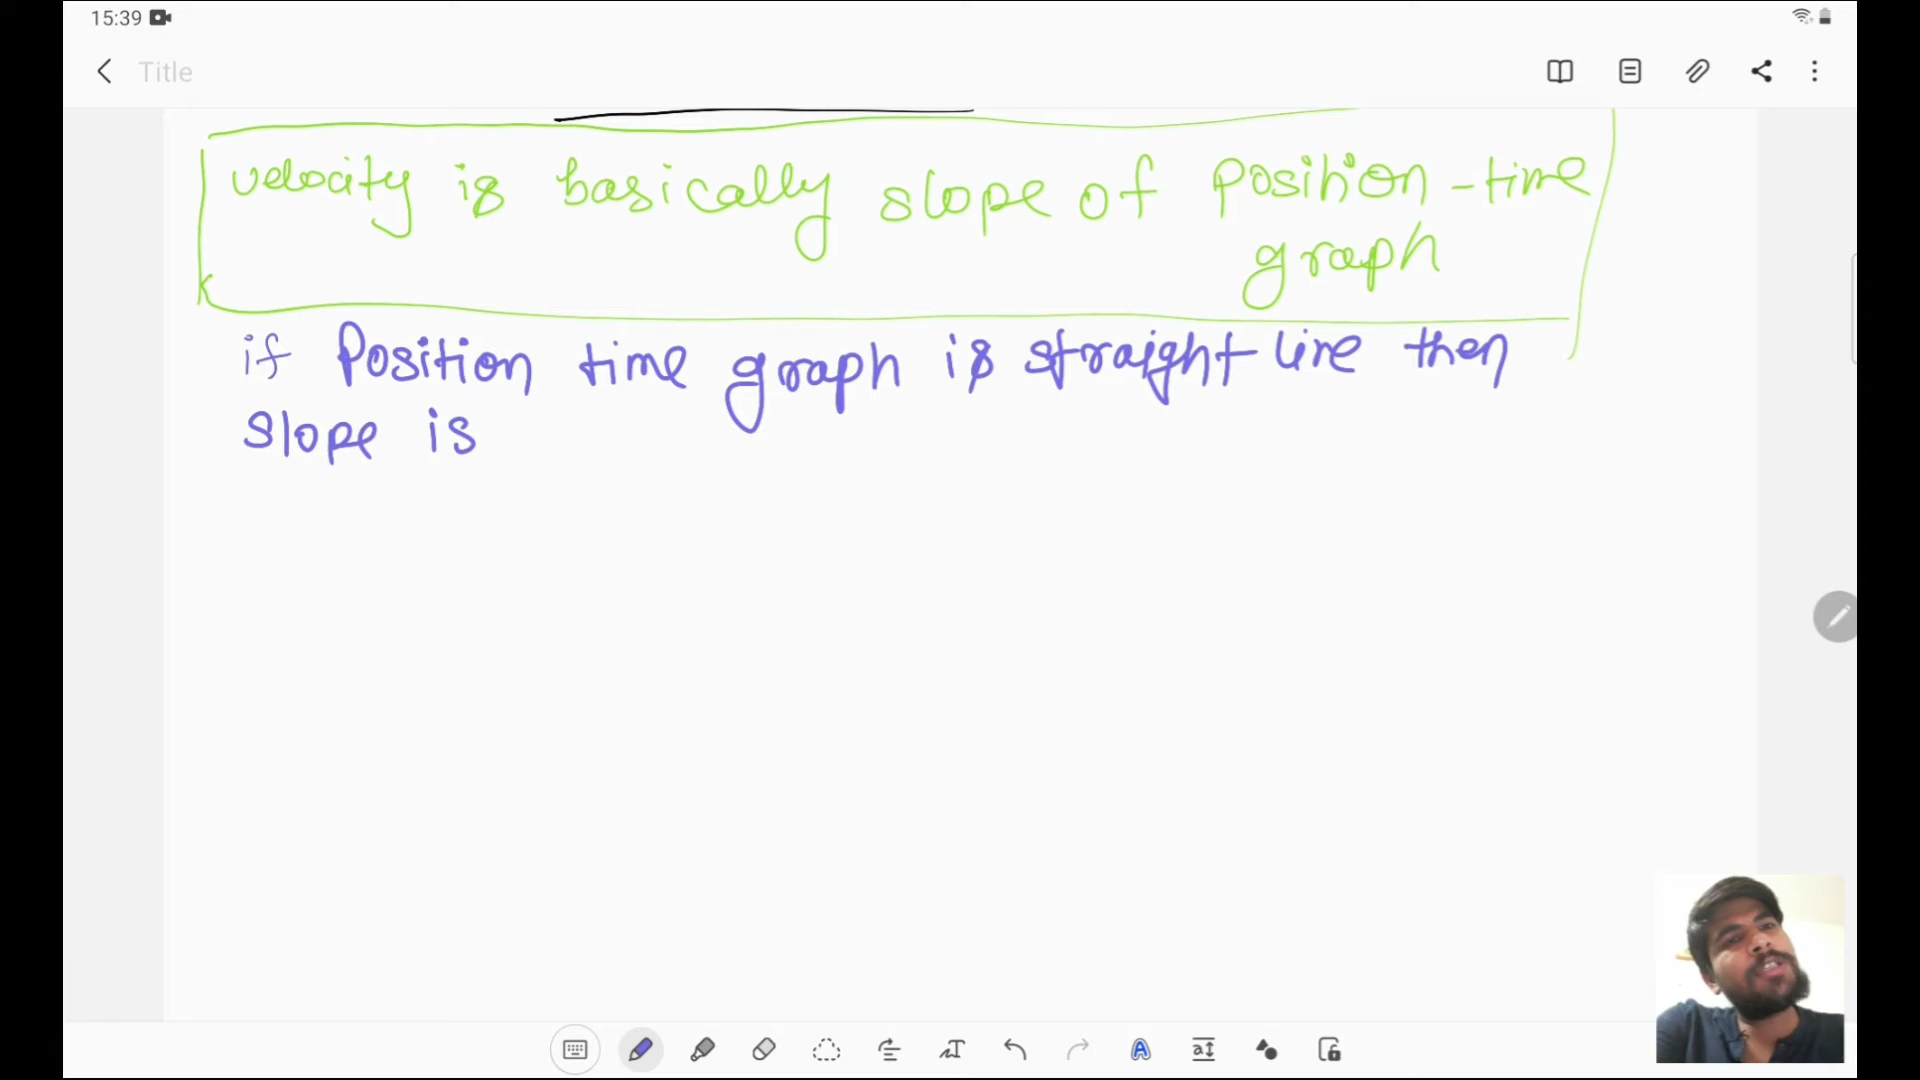 15:39
Title
velocity is basically slope of position-time
graph
if Position time graph is straight line then
slope is